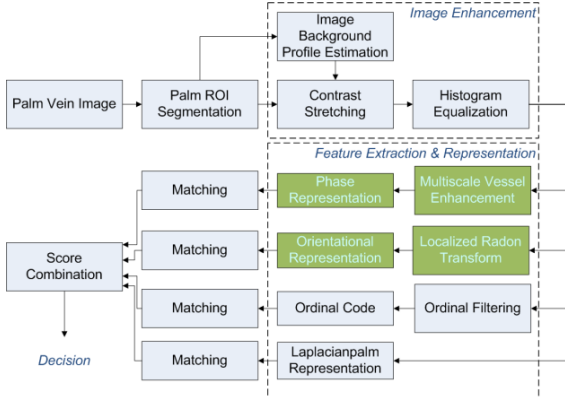 Image Enhancement
Image
Background
Profile Estimation
Palm Vein Image
Palm ROI
Segmentation
Contrast
Stretching
Histogram
Equalization
Feature Extraction & Representation
Matching
Phase
Representation
Multiscale Vessel
Enhancement
Score
Combination
Matching
Orientational
Representation
Localized Radon
Transform
Matching
Ordinal Code
Ordinal Filtering
Decision
Matching
Laplacianpalm
Representation